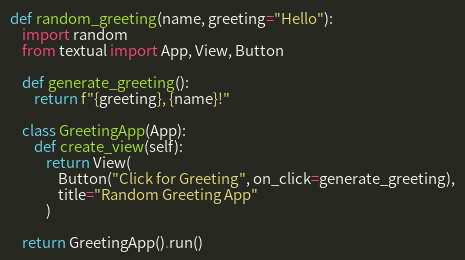 def random_greeting(name, greeting="Hello"):
    import random
    from textual import App, View, Button

    def generate_greeting():
        return f"{greeting}, {name}!"

    class GreetingApp(App):
        def create_view(self):
            return View(
                Button("Click for Greeting", on_click=generate_greeting),
                title="Random Greeting App"
            )

    return GreetingApp().run()